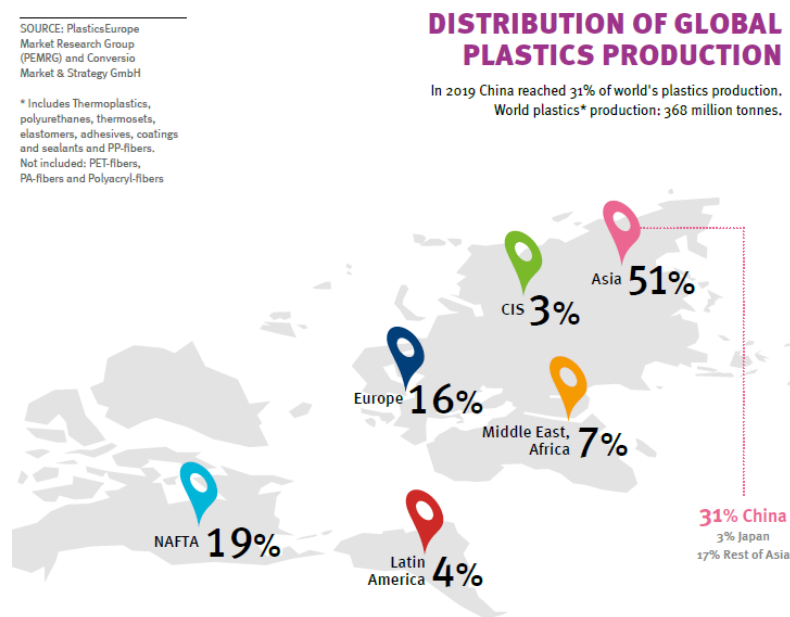 SOURCE: PlasticsEurope
Market Research Group
(PEMRG) and Conversio
Market & Strategy GmbH
* Includes Thermoplastics,
polyurethanes, thermosets,
elastomers, adhesives, coatings
and sealants and PP-fibers.
Not included: PET-fibers,
PA-fibers and Polyacryl-fibers
DISTRIBUTION OF GLOBAL
PLASTICS PRODUCTION
In 2019 China reached 31% of world's plastics production.
World plastics* production: 368 million tonnes.
Asia 51%
CIS 3%
Europe 16%
Middle East,
Africa 7%
NAFTA 19%
Latin
America 4%
31% China
3% Japan
17% Rest of Asia